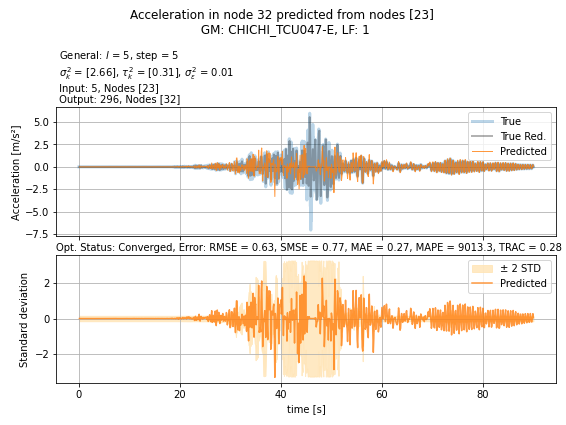 Acceleration in node 32 predicted from nodes [23]
GM: CHICHI_TCU047-E, LF: 1
General: l = 5, step = 5
σ²ₖ = [2.66], τ²ₖ = [0.31], σ²ε = 0.01
Input: 5, Nodes [23]
Output: 296, Nodes [32]
True
True Red.
Predicted
Acceleration [m/s²]
5.0
2.5
0.0
−2.5
−5.0
−7.5
Opt. Status: Converged, Error: RMSE = 0.63, SMSE = 0.77, MAE = 0.27, MAPE = 9013.3, TRAC = 0.28
± 2 STD
Predicted
Standard deviation
2
0
−2
0 20 40 60 80
time [s]